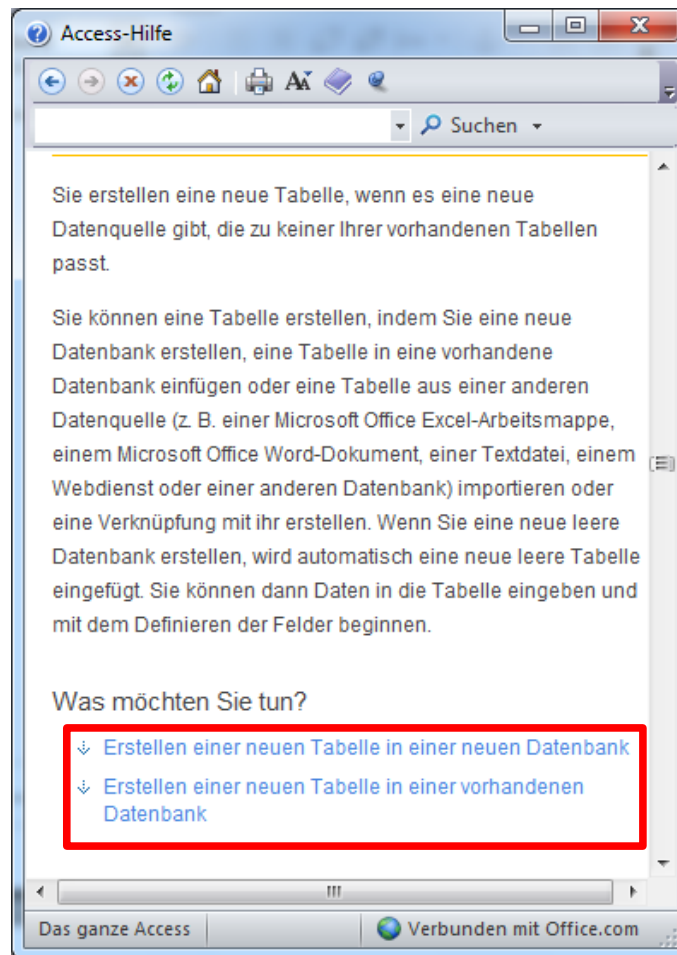 Access-Hilfe
Suchen
Sie erstellen eine neue Tabelle, wenn es eine neue
Datenquelle gibt, die zu keiner Ihrer vorhandenen Tabellen
passt.
Sie können eine Tabelle erstellen, indem Sie eine neue
Datenbank erstellen, eine Tabelle in eine vorhandene
Datenbank einfügen oder eine Tabelle aus einer anderen
Datenquelle (z. B. einer Microsoft Office Excel-Arbeitsmappe,
einem Microsoft Office Word-Dokument, einer Textdatei, einem
Webdienst oder einer anderen Datenbank) importieren oder
eine Verknüpfung mit ihr erstellen. Wenn Sie eine neue leere
Datenbank erstellen, wird automatisch eine neue leere Tabelle
eingefügt. Sie können dann Daten in die Tabelle eingeben und
mit dem Definieren der Felder beginnen.
Was möchten Sie tun?
Erstellen einer neuen Tabelle in einer neuen Datenbank
Erstellen einer neuen Tabelle in einer vorhandenen
Datenbank
Das ganze Access
Verbunden mit Office.com